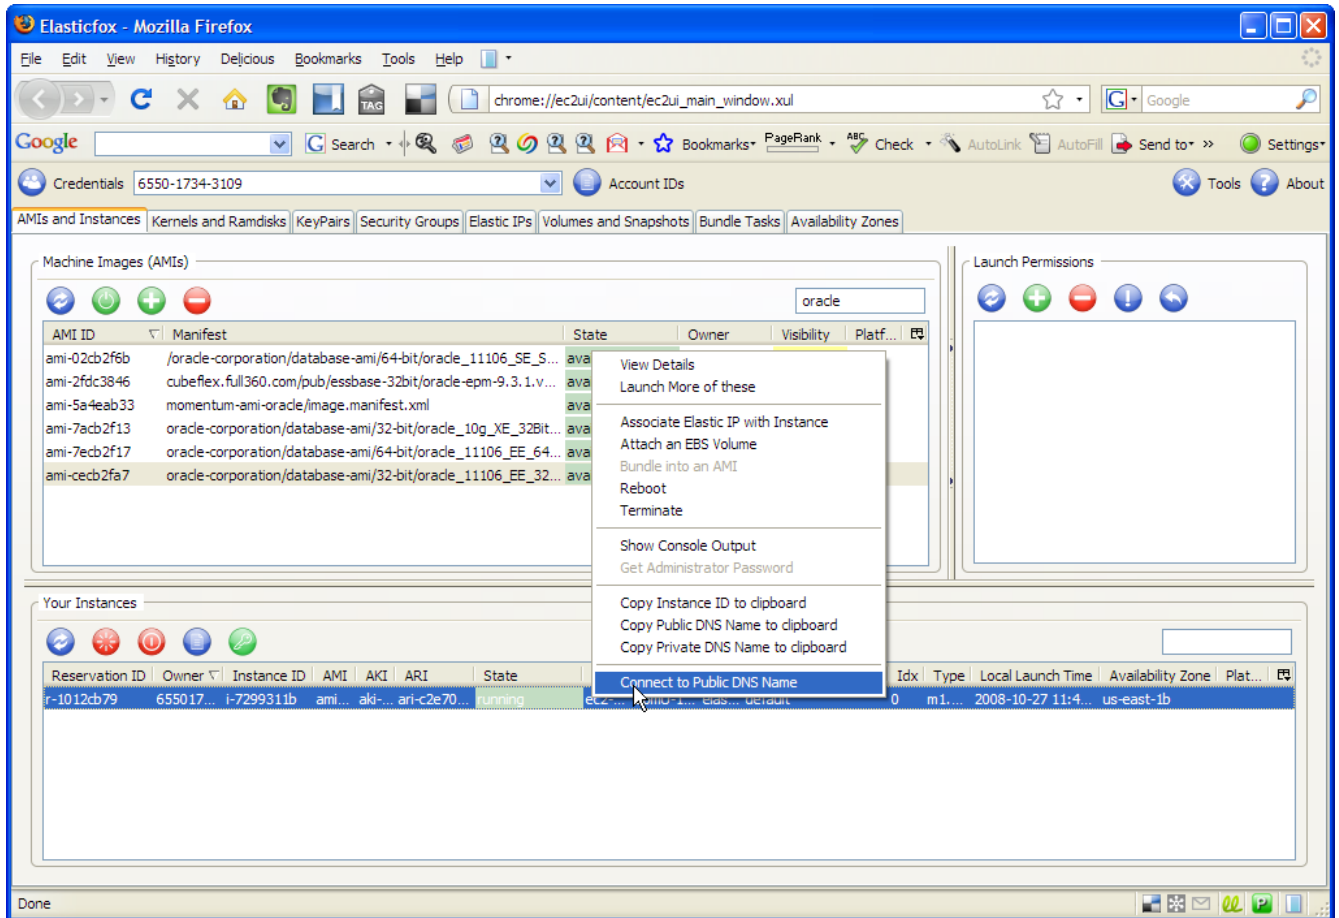 Elasticfox - Mozilla Firefox
File Edit View History Delicious Bookmarks Tools Help
TAG chrome://ec2ui/content/ec2ui_main_window.xul Google
Google Search Bookmarks PageRank Check AutoLink AutoFill Send to Settings
Credentials 6550-1734-3109 Account IDs Tools About
AMIs and Instances Kernels and Ramdisks KeyPairs Security Groups Elastic IPs Volumes and Snapshots Bundle Tasks Availability Zones
Machine Images (AMIs)
oracle
AMI ID Manifest State Owner Visibility Platf...
ami-02cb2f6b /oracle-corporation/database-ami/64-bit/oracle_11106_SE_S... ava
ami-2fdc3846 cubeflex.full360.com/pub/essbase-32bit/oracle-epm-9.3.1.v... ava
ami-5a4eab33 momentum-ami-oracle/image.manifest.xml ava
ami-7acb2f13 oracle-corporation/database-ami/32-bit/oracle_10g_XE_32Bit... ava
ami-7ecb2f17 oracle-corporation/database-ami/64-bit/oracle_11106_EE_64... ava
ami-cecb2fa7 oracle-corporation/database-ami/32-bit/oracle_11106_EE_32... ava
Launch Permissions
View Details
Launch More of these
Associate Elastic IP with Instance
Attach an EBS Volume
Bundle into an AMI
Reboot
Terminate
Show Console Output
Get Administrator Password
Copy Instance ID to clipboard
Copy Public DNS Name to clipboard
Copy Private DNS Name to clipboard
Connect to Public DNS Name
Your Instances
Reservation ID Owner Instance ID AMI AKI ARI State Idx Type Local Launch Time Availability Zone Plat...
r-1012cb79 655017... i-7299311b ami... aki-... ari-c2e70... running ec2-... elas... default 0 m1.... 2008-10-27 11:4... us-east-1b
Done